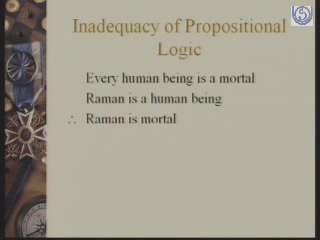 Inadequacy of Propositional
Logic
Every human being is a mortal
Raman is a human being
∴ Raman is mortal